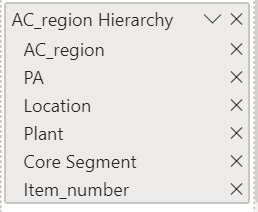 AC_region Hierarchy
AC_region
PA
Location
Plant
Core Segment
Item_number